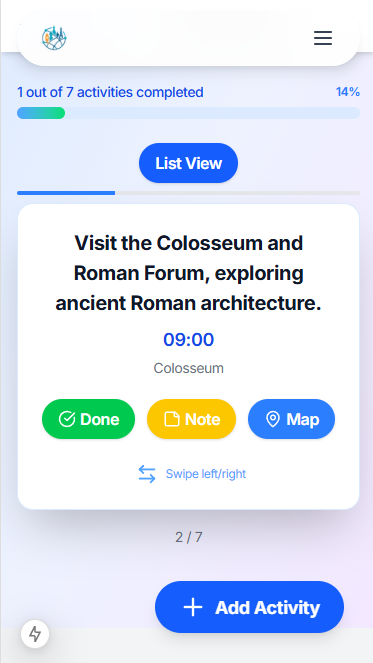 1 out of 7 activities completed 14%
List View
Visit the Colosseum and
Roman Forum, exploring
ancient Roman architecture.
09:00
Colosseum
Done Note Map
Swipe left/right
2 / 7
Add Activity